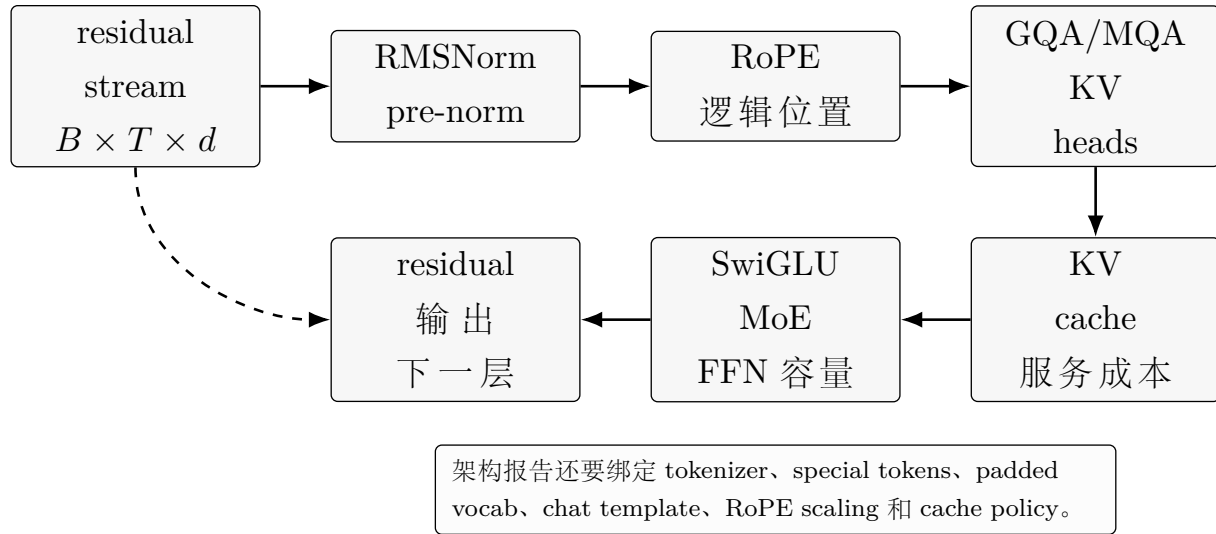 residual
stream
B × T × d
RMSNorm
pre-norm
RoPE
逻辑位置
GQA/MQA
KV
heads
residual
输出
下一层
SwiGLU
MoE
FFN 容量
KV
cache
服务成本
架构报告还要绑定 tokenizer、special tokens、padded
vocab、chat template、RoPE scaling 和 cache policy。